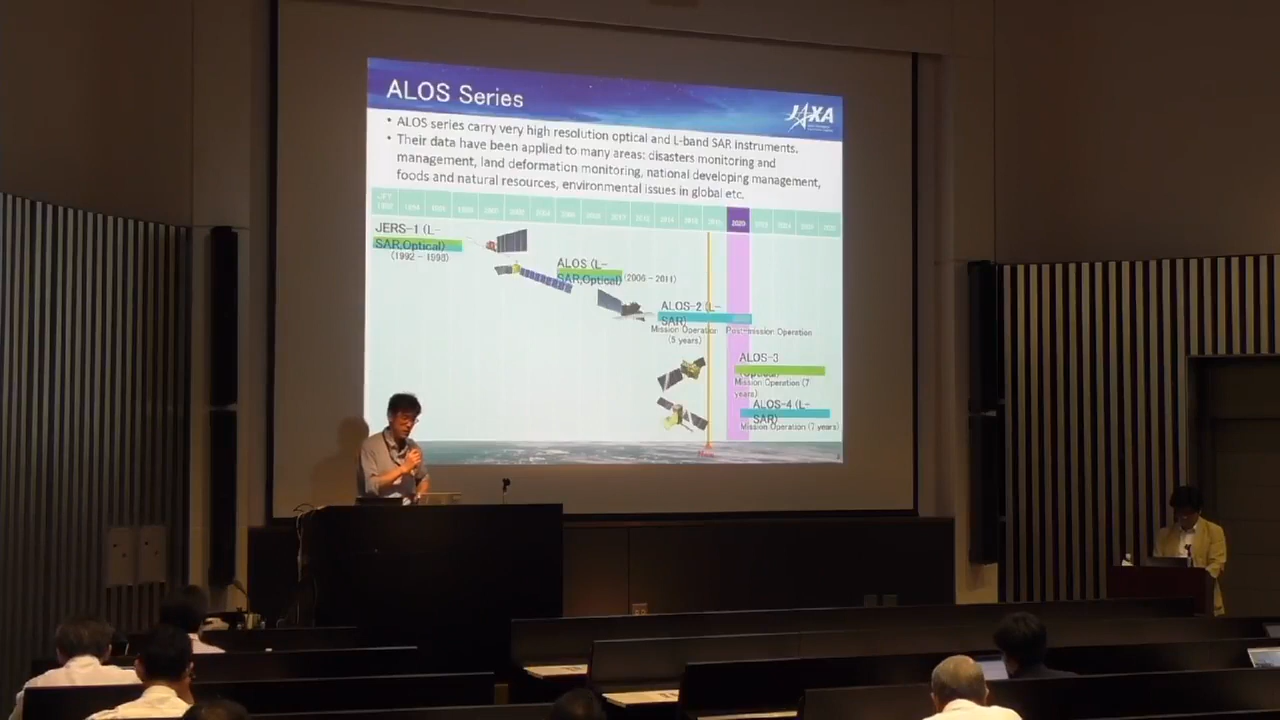 ALOS Series
JAXA
• ALOS series carry very high resolution optical and L-band SAR instruments.
• Their data have been applied to many areas: disasters monitoring and
management, land deformation monitoring, national developing management,
foods and natural resources, environmental issues in global etc.
2020
JERS-1 (L-
SAR,Optical)
(1992 – 1998)
ALOS (L-
SAR,Optical) (2006 – 2011)
ALOS-2 (L-
SAR)
Mission Operation
(5 years)
Post-mission Operation
ALOS-3
(Optical)
Mission Operation (7
years)
ALOS-4 (L-
SAR)
Mission Operation (7 years)